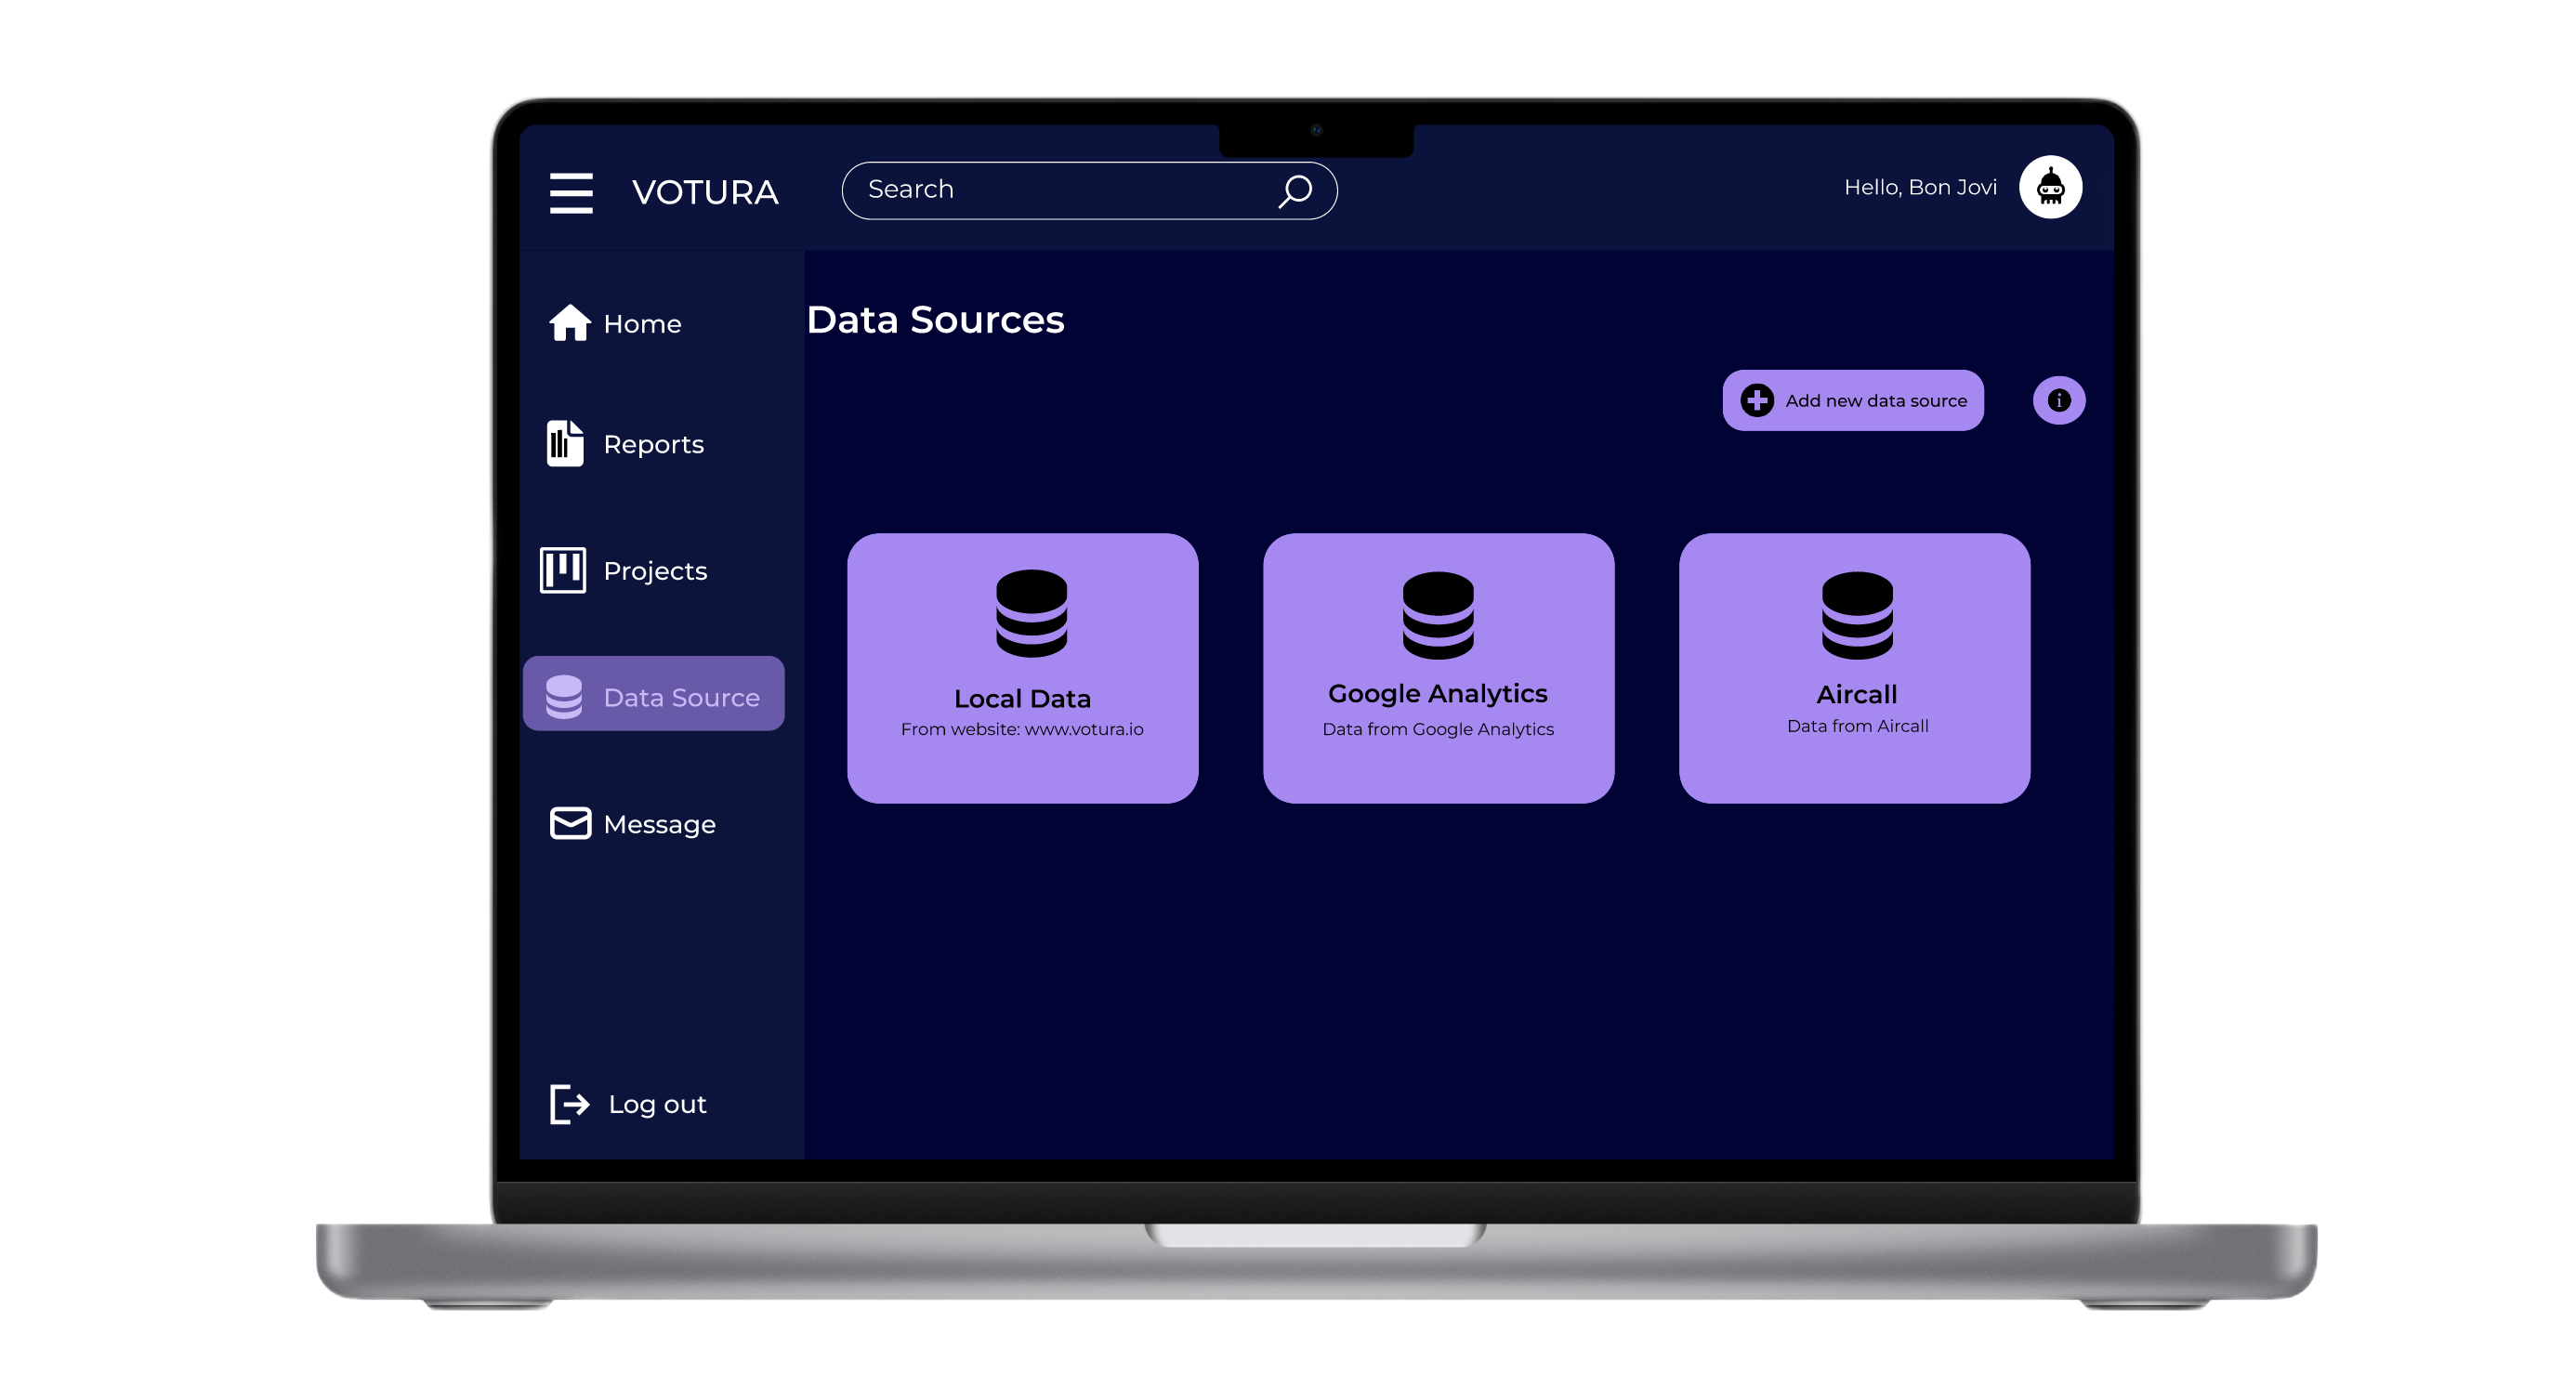 VOTURA
Search
Hello, Bon Jovi
Home
Reports
Projects
Data Source
Message
Log out
Data Sources
Add new data source
i
Local Data
From website: www.votura.io
Google Analytics
Data from Google Analytics
Aircall
Data from Aircall